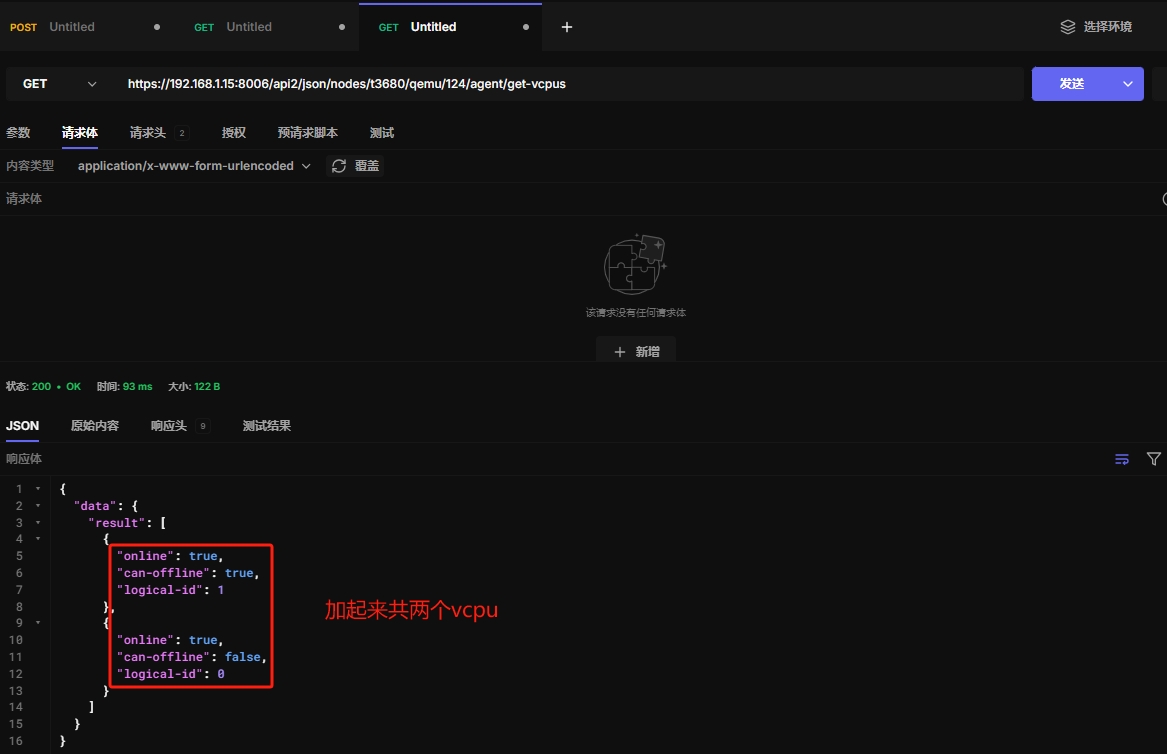 POST Untitled GET Untitled GET Untitled 选择环境
GET https://192.168.1.15:8006/api2/json/nodes/t3680/qemu/124/agent/get-vcpus 发送
参数 请求体 请求头 2 授权 预请求脚本 测试
内容类型 application/x-www-form-urlencoded 覆盖
请求体
该请求没有任何请求体
新增
状态: 200 • OK 时间: 93 ms 大小: 122 B
JSON 原始内容 响应头 9 测试结果
响应体
1 {
2 "data": {
3 "result": [
4 {
5 "online": true,
6 "can-offline": true,
7 "logical-id": 1
8 },
9 {
10 "online": true,
11 "can-offline": false,
12 "logical-id": 0
13 }
14 ]
15 }
16 }
加起来共两个vcpu